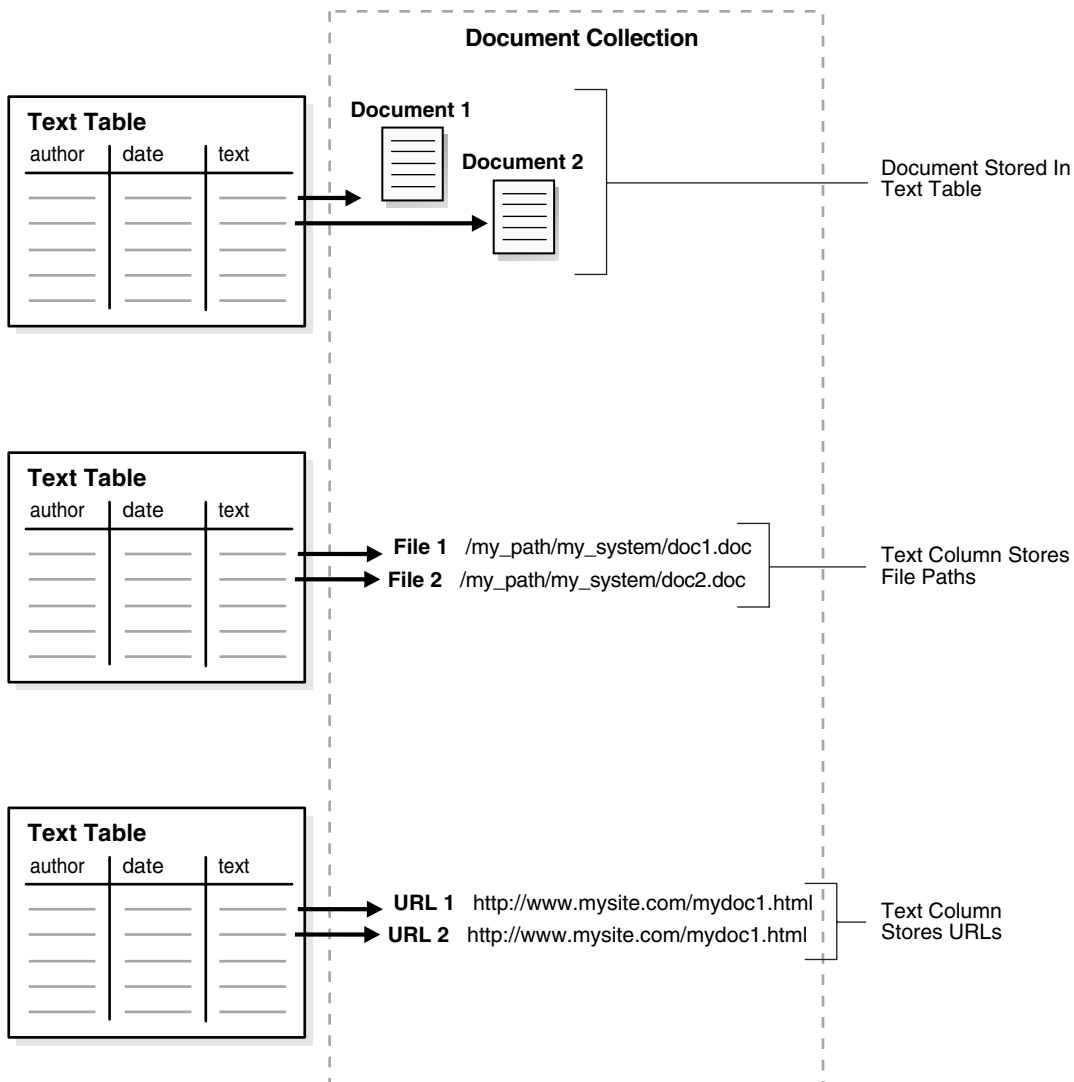 Document Collection
Text Table
author date text
Document 1
Document 2
Document Stored In
Text Table
Text Table
author date text
File 1 /my_path/my_system/doc1.doc
File 2 /my_path/my_system/doc2.doc
Text Column Stores
File Paths
Text Table
author date text
URL 1 http://www.mysite.com/mydoc1.html
URL 2 http://www.mysite.com/mydoc1.html
Text Column
Stores URLs